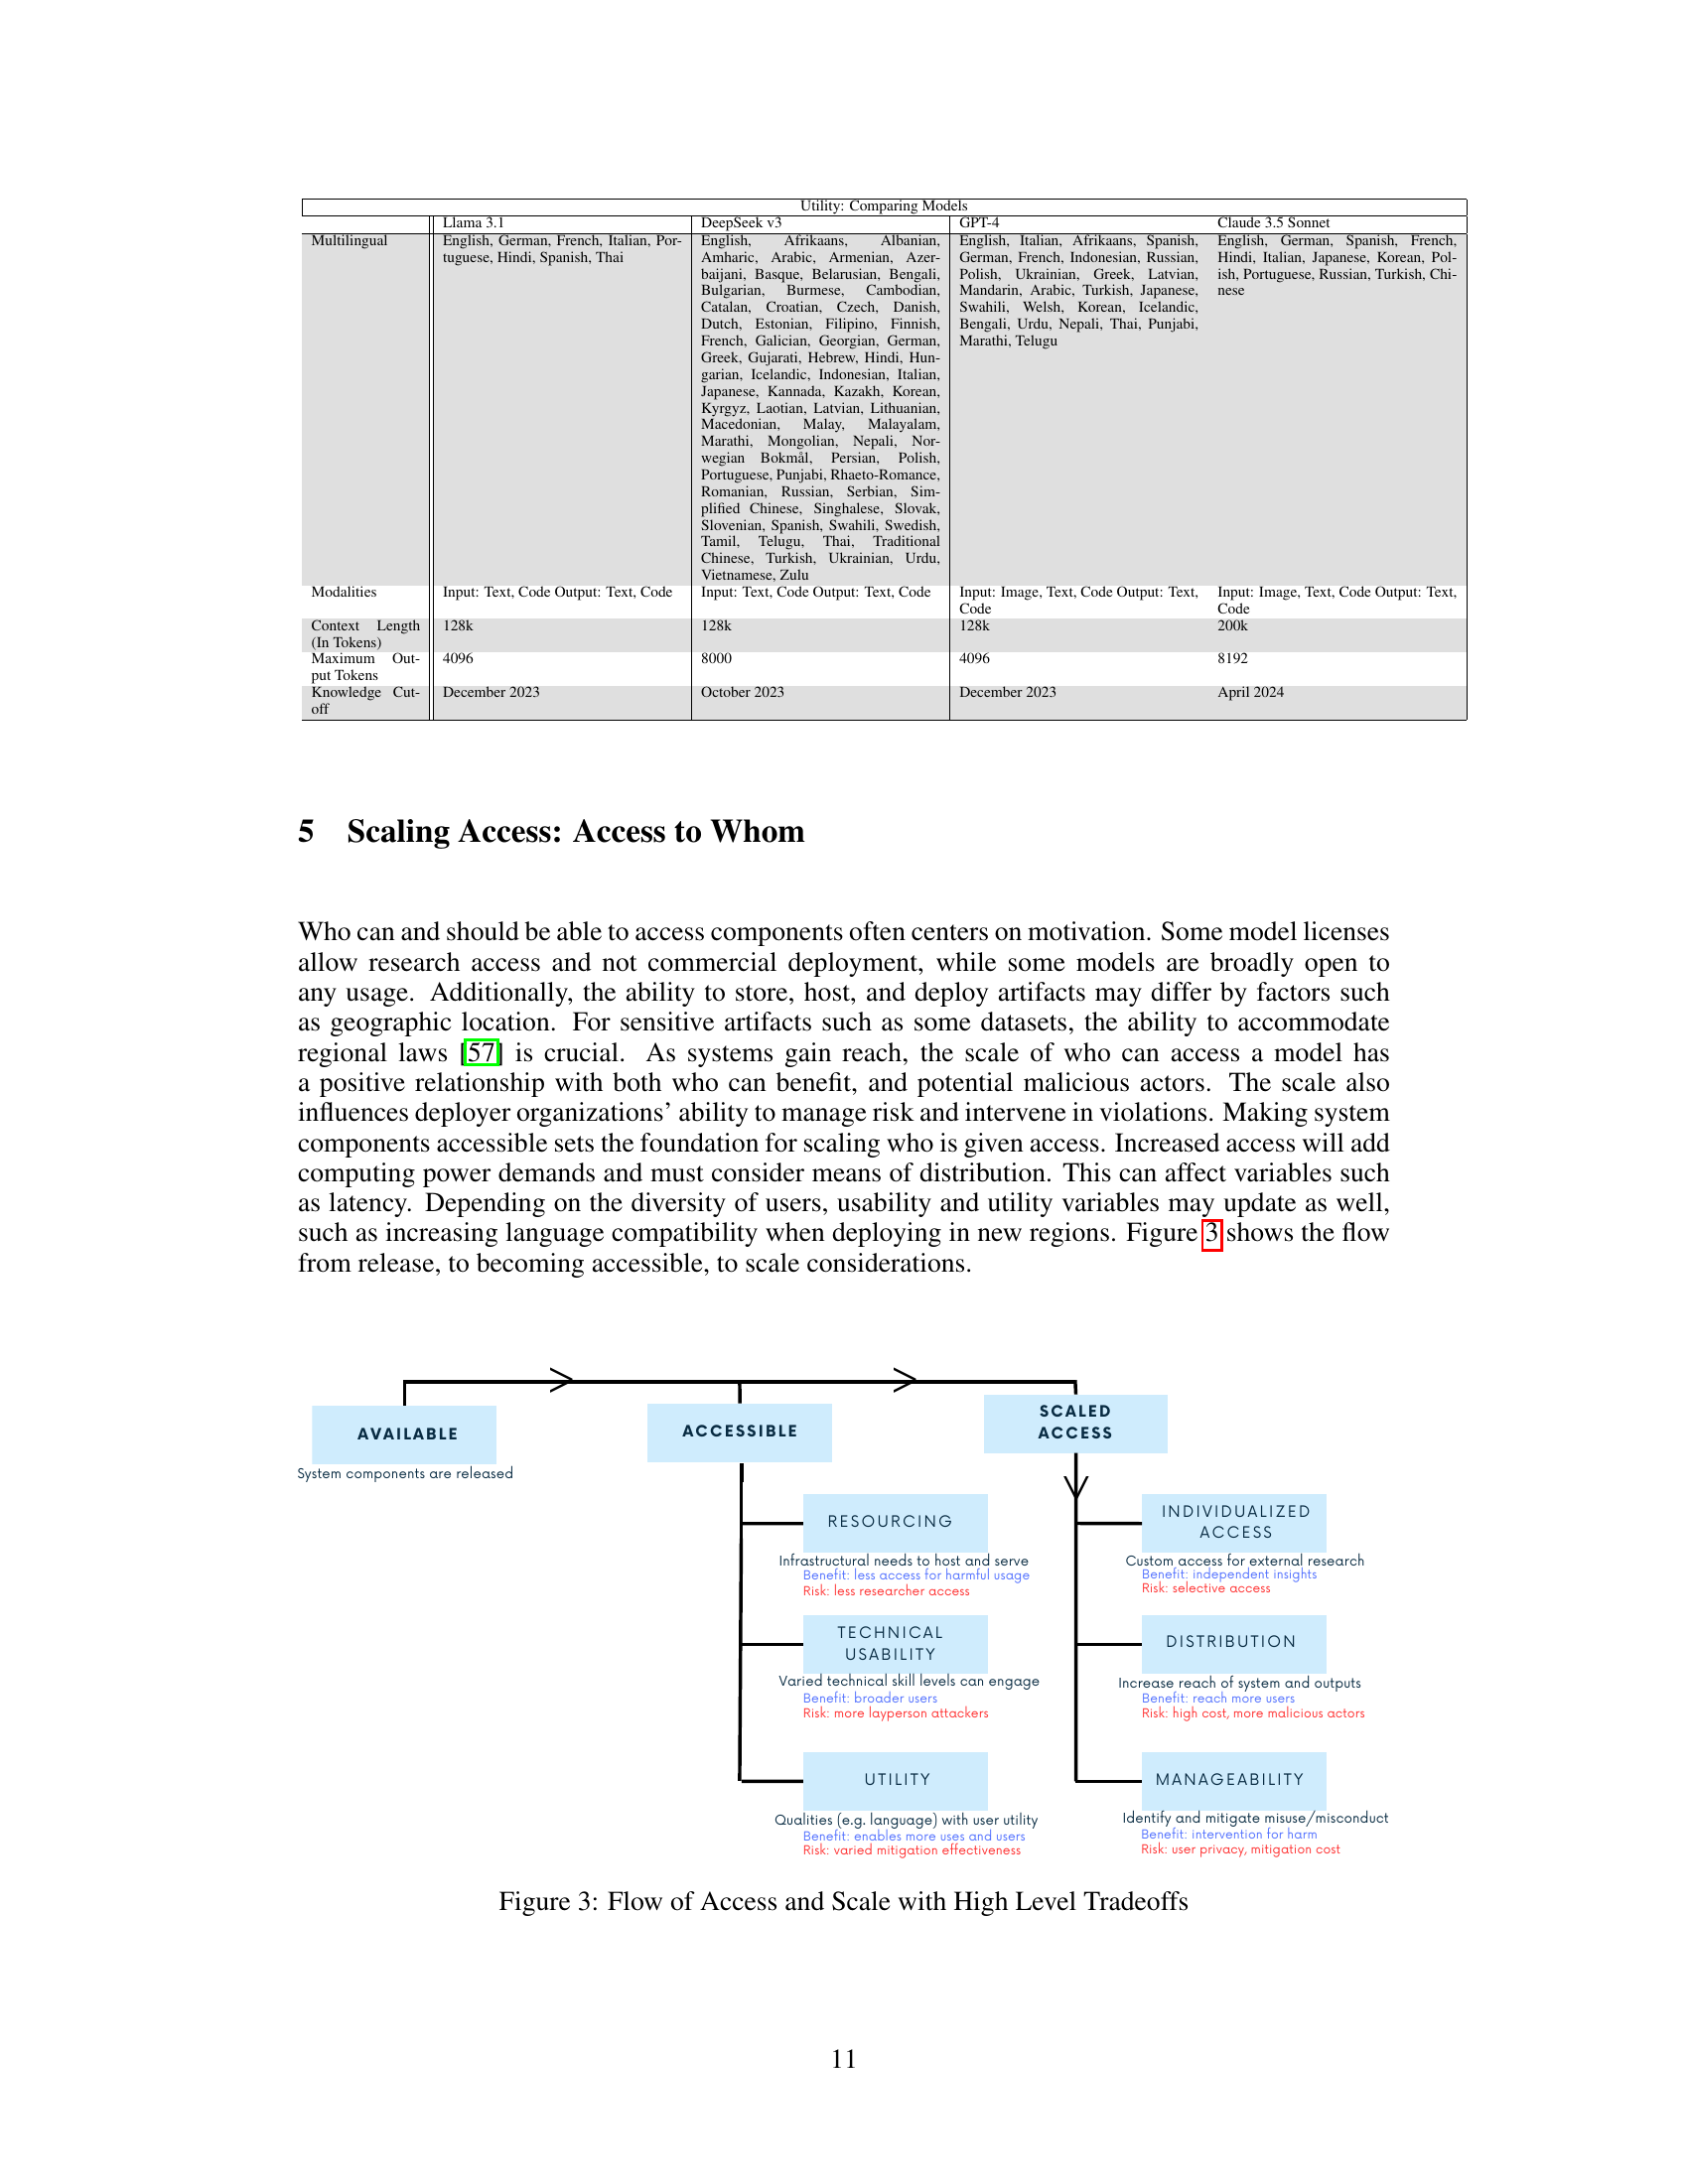 Utility: Comparing Models
Llama 3.1 DeepSeek v3 GPT-4 Claude 3.5 Sonnet
Multilingual
English, German, French, Italian, Por-
tuguese, Hindi, Spanish, Thai
English, Afrikaans, Albanian,
Amharic, Arabic, Armenian, Azer-
baijani, Basque, Belarusian, Bengali,
Bulgarian, Burmese, Cambodian,
Catalan, Croatian, Czech, Danish,
Dutch, Estonian, Filipino, Finnish,
French, Galician, Georgian, German,
Greek, Gujarati, Hebrew, Hindi, Hun-
garian, Icelandic, Indonesian, Italian,
Japanese, Kannada, Kazakh, Korean,
Kyrgyz, Laotian, Latvian, Lithuanian,
Macedonian, Malay, Malayalam,
Marathi, Mongolian, Nepali, Nor-
wegian Bokmål, Persian, Polish,
Portuguese, Punjabi, Rhaeto-Romance,
Romanian, Russian, Serbian, Sim-
plified Chinese, Singhalese, Slovak,
Slovenian, Spanish, Swahili, Swedish,
Tamil, Telugu, Thai, Traditional
Chinese, Turkish, Ukrainian, Urdu,
Vietnamese, Zulu
English, Italian, Afrikaans, Spanish,
German, French, Indonesian, Russian,
Polish, Ukrainian, Greek, Latvian,
Mandarin, Arabic, Turkish, Japanese,
Swahili, Welsh, Korean, Icelandic,
Bengali, Urdu, Nepali, Thai, Punjabi,
Marathi, Telugu
English, German, Spanish, French,
Hindi, Italian, Japanese, Korean, Pol-
ish, Portuguese, Russian, Turkish, Chi-
nese
Modalities
Input: Text, Code Output: Text, Code
Input: Text, Code Output: Text, Code
Input: Image, Text, Code Output: Text,
Code
Input: Image, Text, Code Output: Text,
Code
Context Length
(In Tokens)
128k 128k 128k 200k
Maximum Out-
put Tokens
4096 8000 4096 8192
Knowledge Cut-
off
December 2023 October 2023 December 2023 April 2024
5 Scaling Access: Access to Whom
Who can and should be able to access components often centers on motivation. Some model licenses
allow research access and not commercial deployment, while some models are broadly open to
any usage. Additionally, the ability to store, host, and deploy artifacts may differ by factors such
as geographic location. For sensitive artifacts such as some datasets, the ability to accommodate
regional laws [57] is crucial. As systems gain reach, the scale of who can access a model has
a positive relationship with both who can benefit, and potential malicious actors. The scale also
influences deployer organizations' ability to manage risk and intervene in violations. Making system
components accessible sets the foundation for scaling who is given access. Increased access will add
computing power demands and must consider means of distribution. This can affect variables such
as latency. Depending on the diversity of users, usability and utility variables may update as well,
such as increasing language compatibility when deploying in new regions. Figure 3 shows the flow
from release, to becoming accessible, to scale considerations.
AVAILABLE
System components are released
ACCESSIBLE
RESOURCING
Infrastructural needs to host and serve
Benefit: less access for harmful usage
Risk: less researcher access
TECHNICAL
USABILITY
Varied technical skill levels can engage
Benefit: broader users
Risk: more layperson attackers
UTILITY
Qualities (e.g. language) with user utility
Benefit: enables more uses and users
Risk: varied mitigation effectiveness
SCALED
ACCESS
INDIVIDUALIZED
ACCESS
Custom access for external research
Benefit: independent insights
Risk: selective access
DISTRIBUTION
Increase reach of system and outputs
Benefit: reach more users
Risk: high cost, more malicious actors
MANAGEABILITY
Identify and mitigate misuse/misconduct
Benefit: intervention for harm
Risk: user privacy, mitigation cost
Figure 3: Flow of Access and Scale with High Level Tradeoffs
11